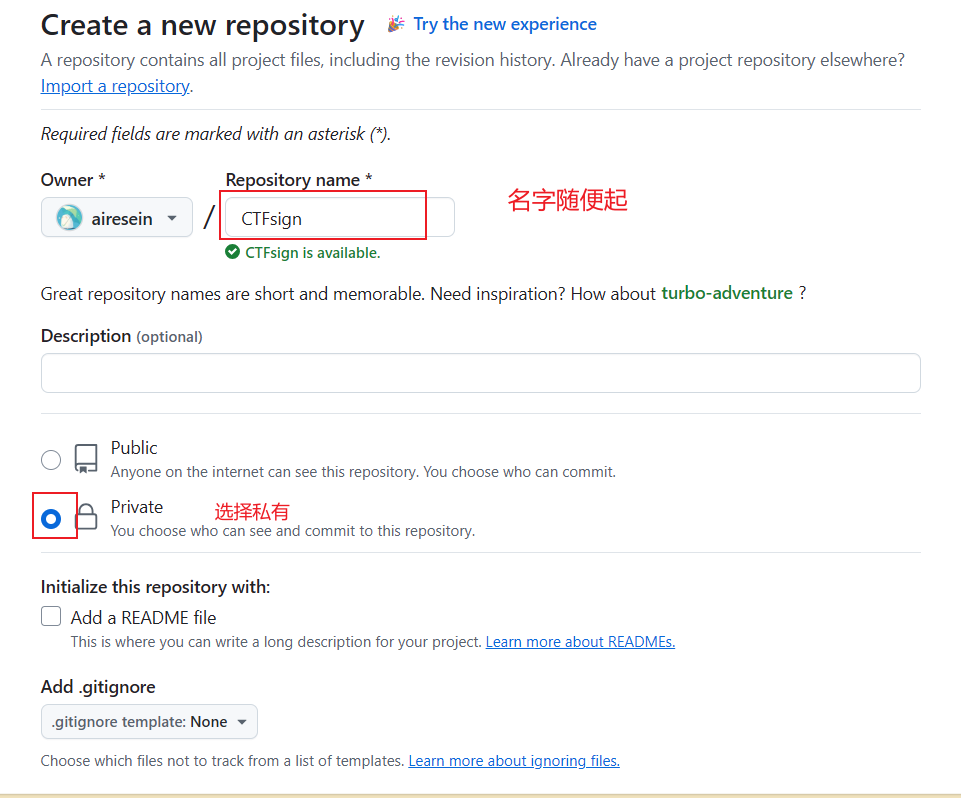 Create a new repository Try the new experience
A repository contains all project files, including the revision history. Already have a project repository elsewhere?
Import a repository.
Required fields are marked with an asterisk (*).
Owner * Repository name *
airesein / CTFsign 名字随便起
CTFsign is available.
Great repository names are short and memorable. Need inspiration? How about turbo-adventure ?
Description (optional)
Public
Anyone on the internet can see this repository. You choose who can commit.
Private 选择私有
You choose who can see and commit to this repository.
Initialize this repository with:
Add a README file
This is where you can write a long description for your project. Learn more about READMEs.
Add .gitignore
.gitignore template: None
Choose which files not to track from a list of templates. Learn more about ignoring files.